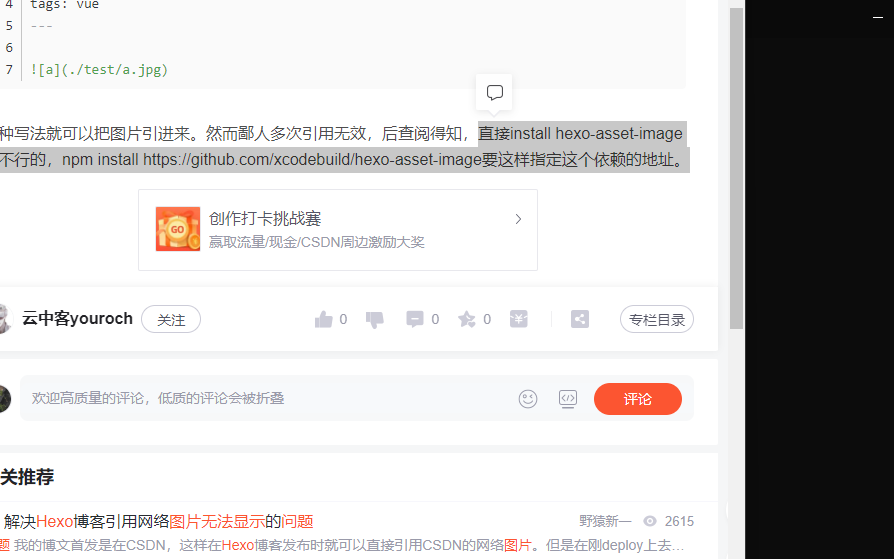 4 tags: vue
5 ---
6
7 ![a](./test/a.jpg)
种写法就可以把图片引进来。然而鄙人多次引用无效，后查阅得知，直接install hexo-asset-image
不行的，npm install https://github.com/xcodebuild/hexo-asset-image要这样指定这个依赖的地址。
GO
创作打卡挑战赛
赢取流量/现金/CSDN周边激励大奖
云中客youroch 关注 0 0 0 专栏目录
欢迎高质量的评论，低质的评论会被折叠 评论
关推荐
解决Hexo博客引用网络图片无法显示的问题 野猿新一 2615
题 我的博文首发是在CSDN，这样在Hexo博客发布时就可以直接引用CSDN的网络图片。但是在刚deploy上去...